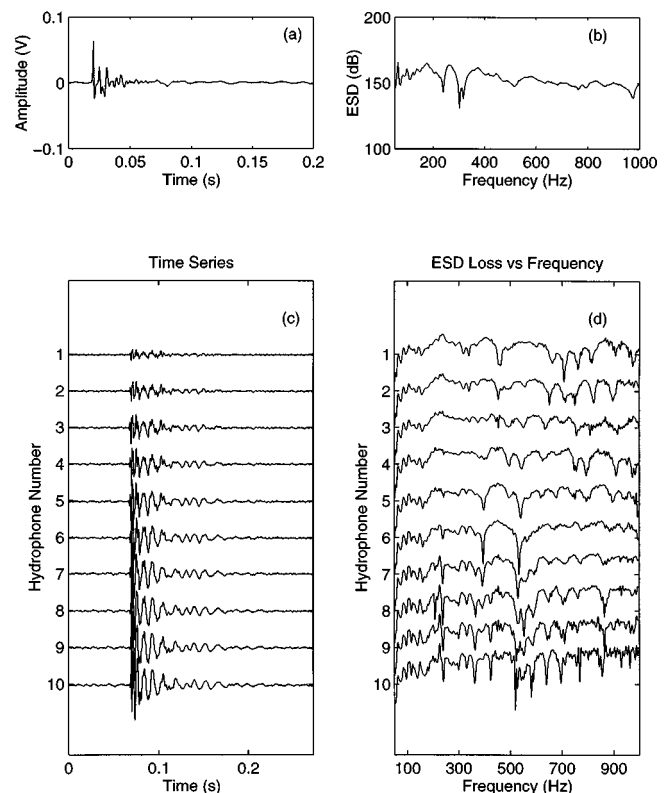 (a)
Amplitude (V)
0.1
0
−0.1
0 0.05 0.1 0.15 0.2
Time (s)
(b)
ESD (dB)
200
150
100
200 400 600 800 1000
Frequency (Hz)
Time Series
(c)
Hydrophone Number
1
2
3
4
5
6
7
8
9
10
0 0.1 0.2
Time (s)
ESD Loss vs Frequency
(d)
Hydrophone Number
1
2
3
4
5
6
7
8
9
10
100 300 500 700 900
Frequency (Hz)